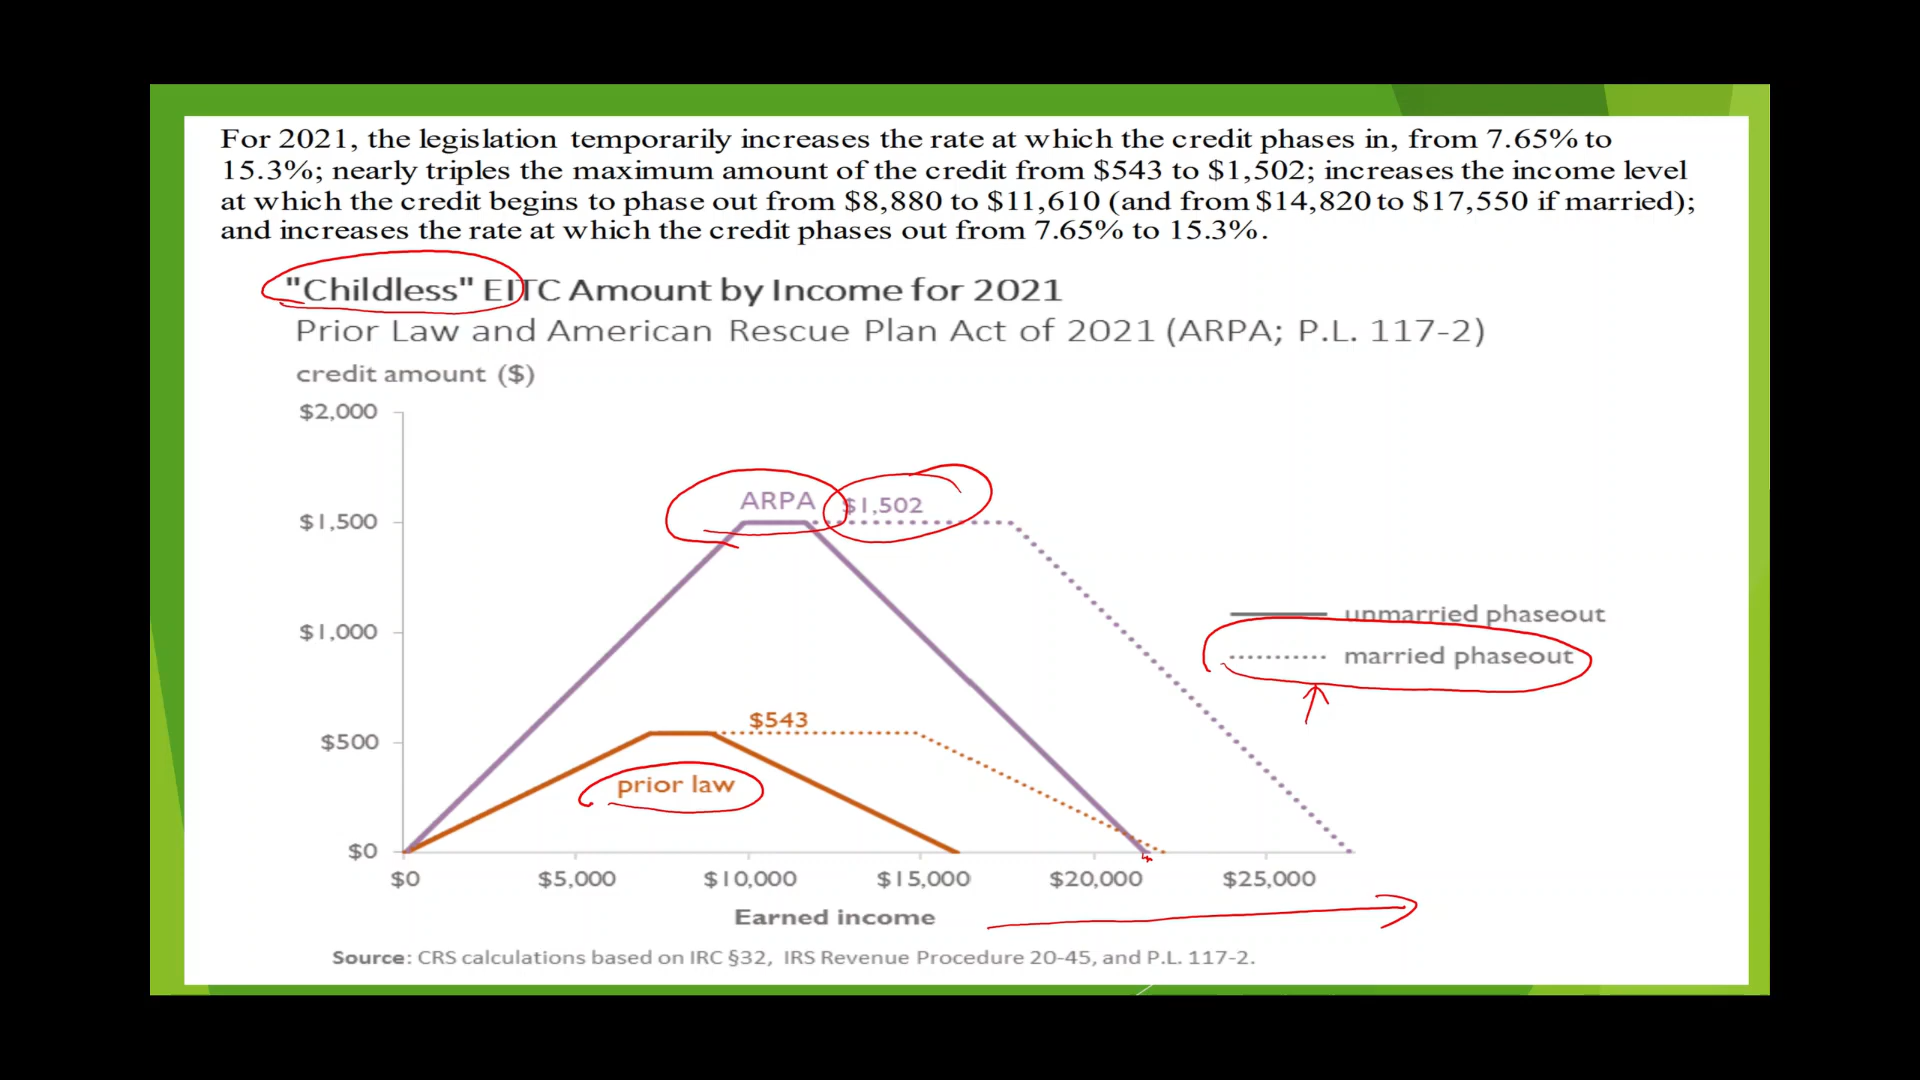 For 2021, the legislation temporarily increases the rate at which the credit phases in, from 7.65% to
15.3%; nearly triples the maximum amount of the credit from $543 to $1,502; increases the income level
at which the credit begins to phase out from $8,880 to $11,610 (and from $14,820 to $17,550 if married);
and increases the rate at which the credit phases out from 7.65% to 15.3%.
"Childless" EITC Amount by Income for 2021
Prior Law and American Rescue Plan Act of 2021 (ARPA; P.L. 117-2)
credit amount ($)
$2,000
ARPA $1,502
$1,500
unmarried phaseout
$1,000
married phaseout
$543
$500
prior law
$0
$0 $5,000 $10,000 $15,000 $20,000 $25,000
Earned income
Source: CRS calculations based on IRC §32, IRS Revenue Procedure 20-45, and P.L. 117-2.